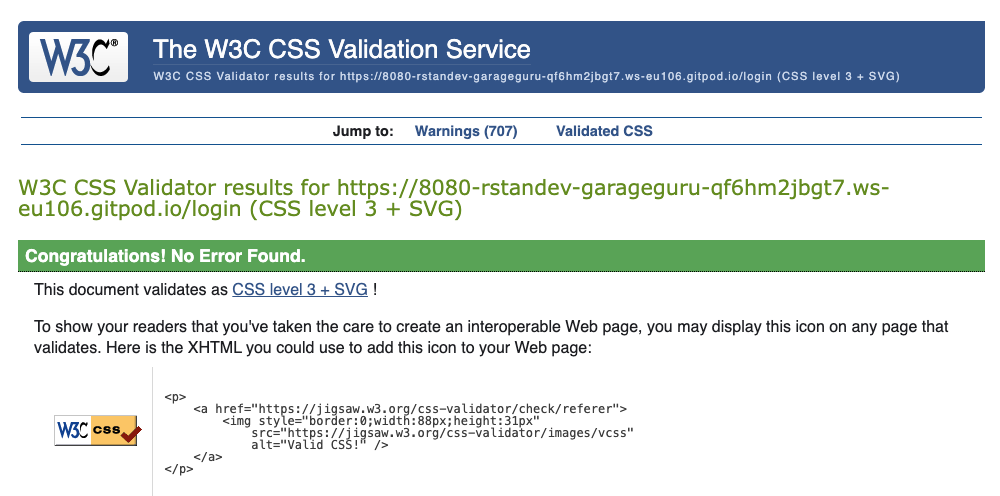 W3C®
The W3C CSS Validation Service
W3C CSS Validator results for https://8080-rstandev-garageguru-qf6hm2jbgt7.ws-eu106.gitpod.io/login (CSS level 3 + SVG)
Jump to: Warnings (707) Validated CSS
W3C CSS Validator results for https://8080-rstandev-garageguru-qf6hm2jbgt7.ws-
eu106.gitpod.io/login (CSS level 3 + SVG)
Congratulations! No Error Found.
This document validates as CSS level 3 + SVG !
To show your readers that you've taken the care to create an interoperable Web page, you may display this icon on any page that
validates. Here is the XHTML you could use to add this icon to your Web page:
<p>
<a href="https://jigsaw.w3.org/css-validator/check/referer">
<img style="border:0;width:88px;height:31px"
W3C css
src="https://jigsaw.w3.org/css-validator/images/vcss"
alt="Valid CSS!" />
</a>
</p>